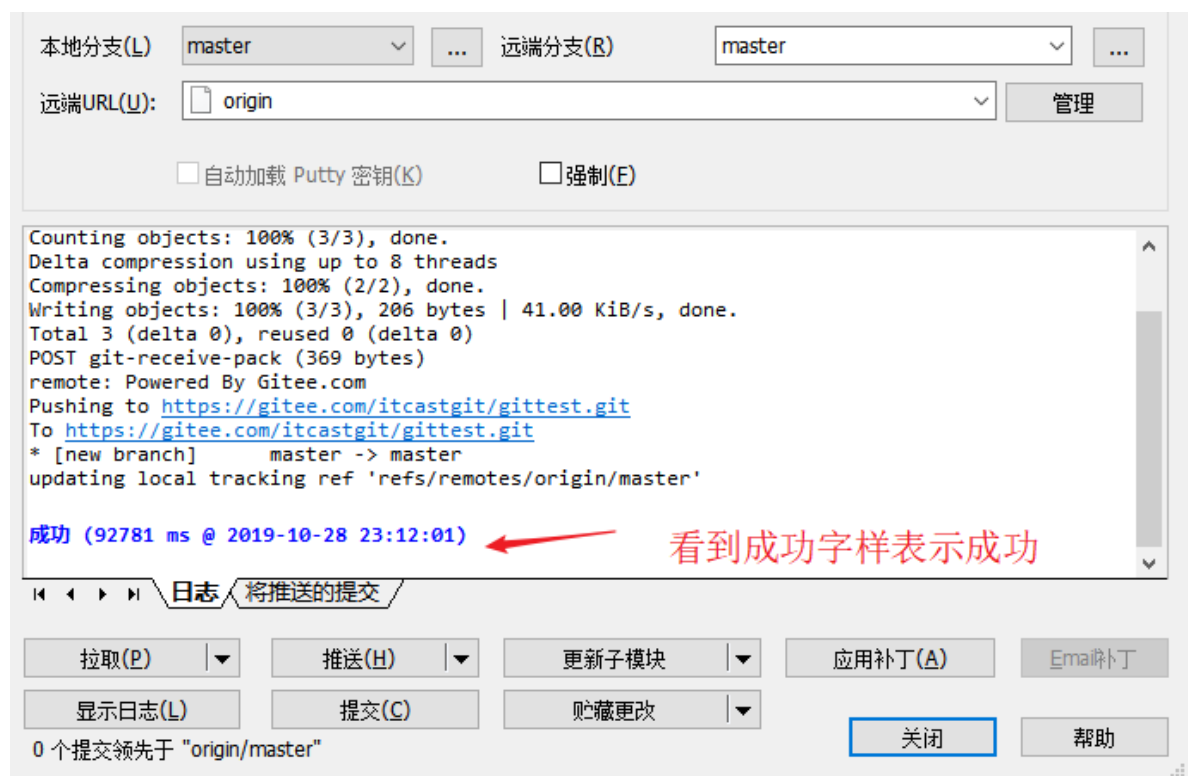 本地分支(L) master ... 远端分支(R) master ...
远端URL(U): origin 管理
自动加载 Putty 密钥(K) 强制(F)
Counting objects: 100% (3/3), done.
Delta compression using up to 8 threads
Compressing objects: 100% (2/2), done.
Writing objects: 100% (3/3), 206 bytes | 41.00 KiB/s, done.
Total 3 (delta 0), reused 0 (delta 0)
POST git-receive-pack (369 bytes)
remote: Powered By Gitee.com
Pushing to https://gitee.com/itcastgit/gittest.git
To https://gitee.com/itcastgit/gittest.git
* [new branch] master -> master
updating local tracking ref 'refs/remotes/origin/master'
成功 (92781 ms @ 2019-10-28 23:12:01)
看到成功字样表示成功
日志 将推送的提交
拉取(P) 推送(H) 更新子模块 应用补丁(A) Email补丁
显示日志(L) 提交(C) 贮藏更改
关闭 帮助
0 个提交领先于 "origin/master"